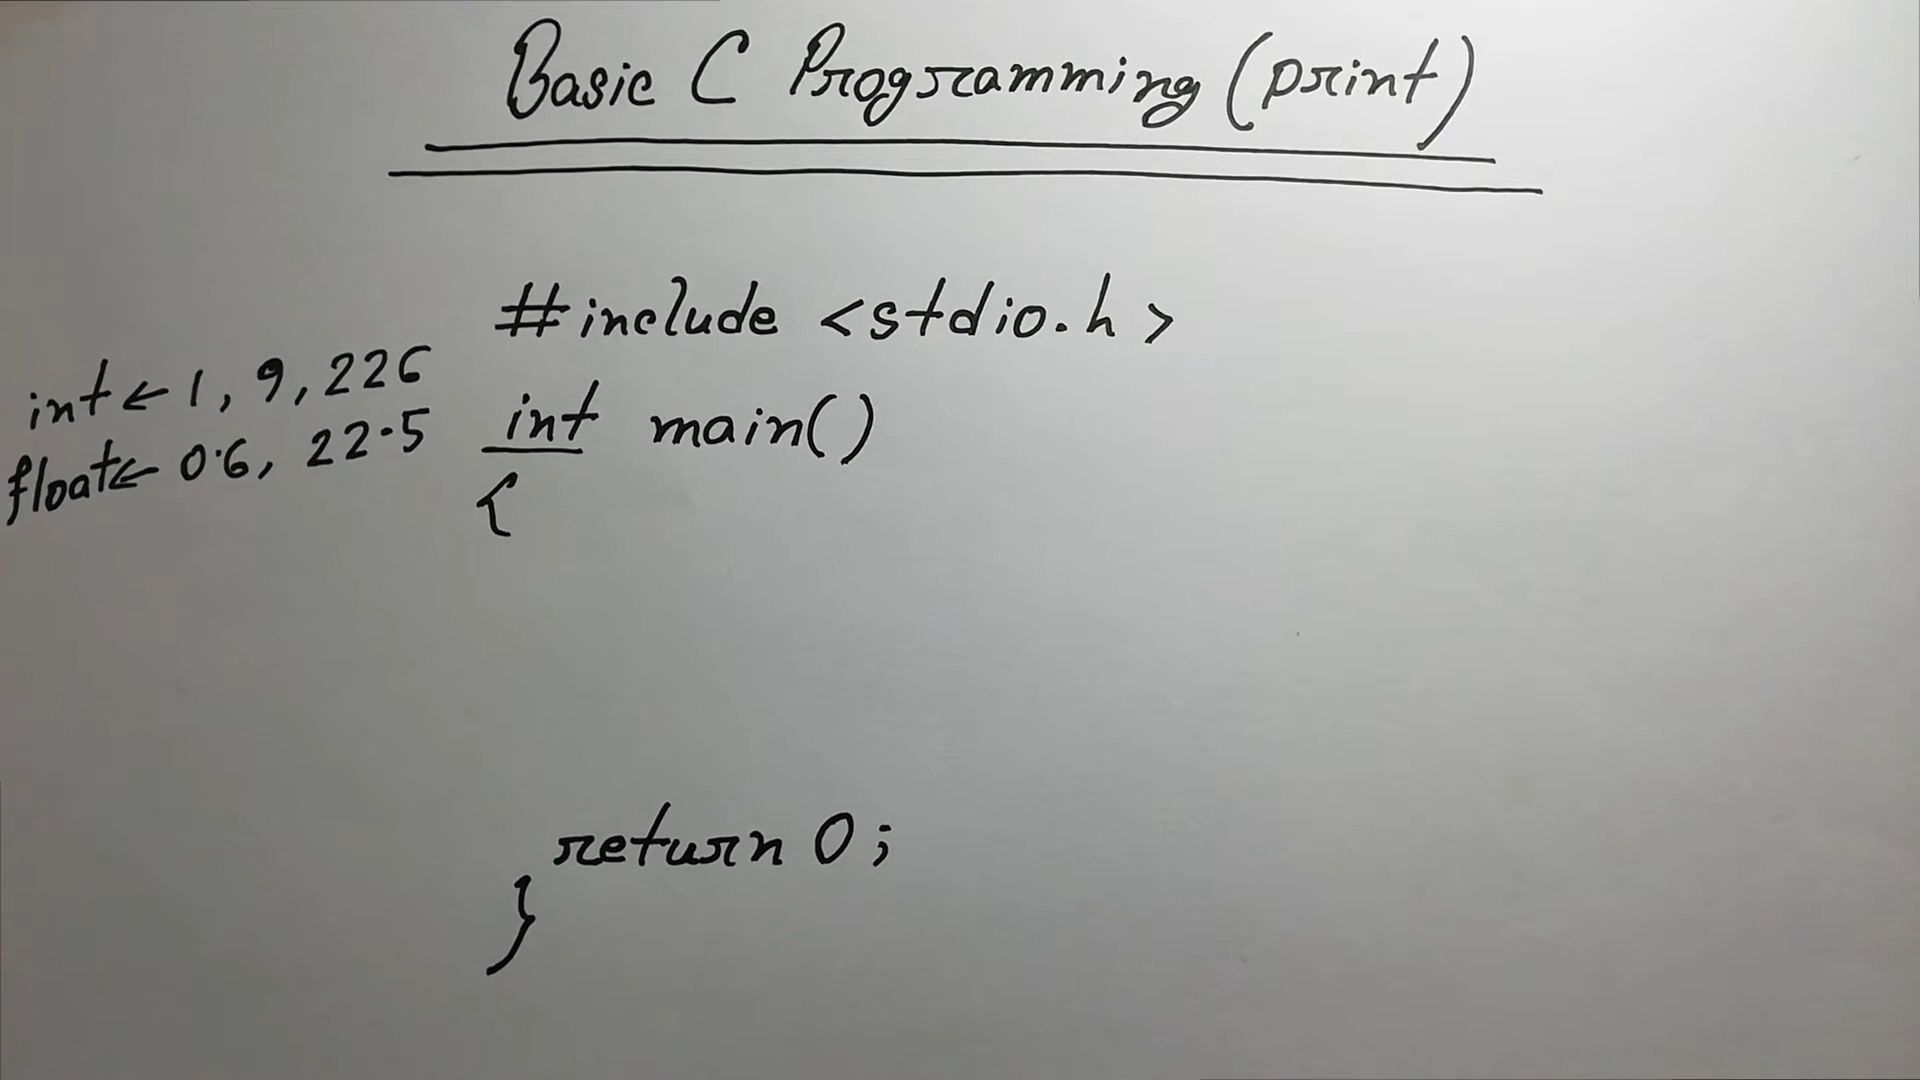 Basic C Programming (print)
#include <stdio.h>
int ← 1, 9, 226
float ← 0.6, 22.5
int main()
{
return 0;
}